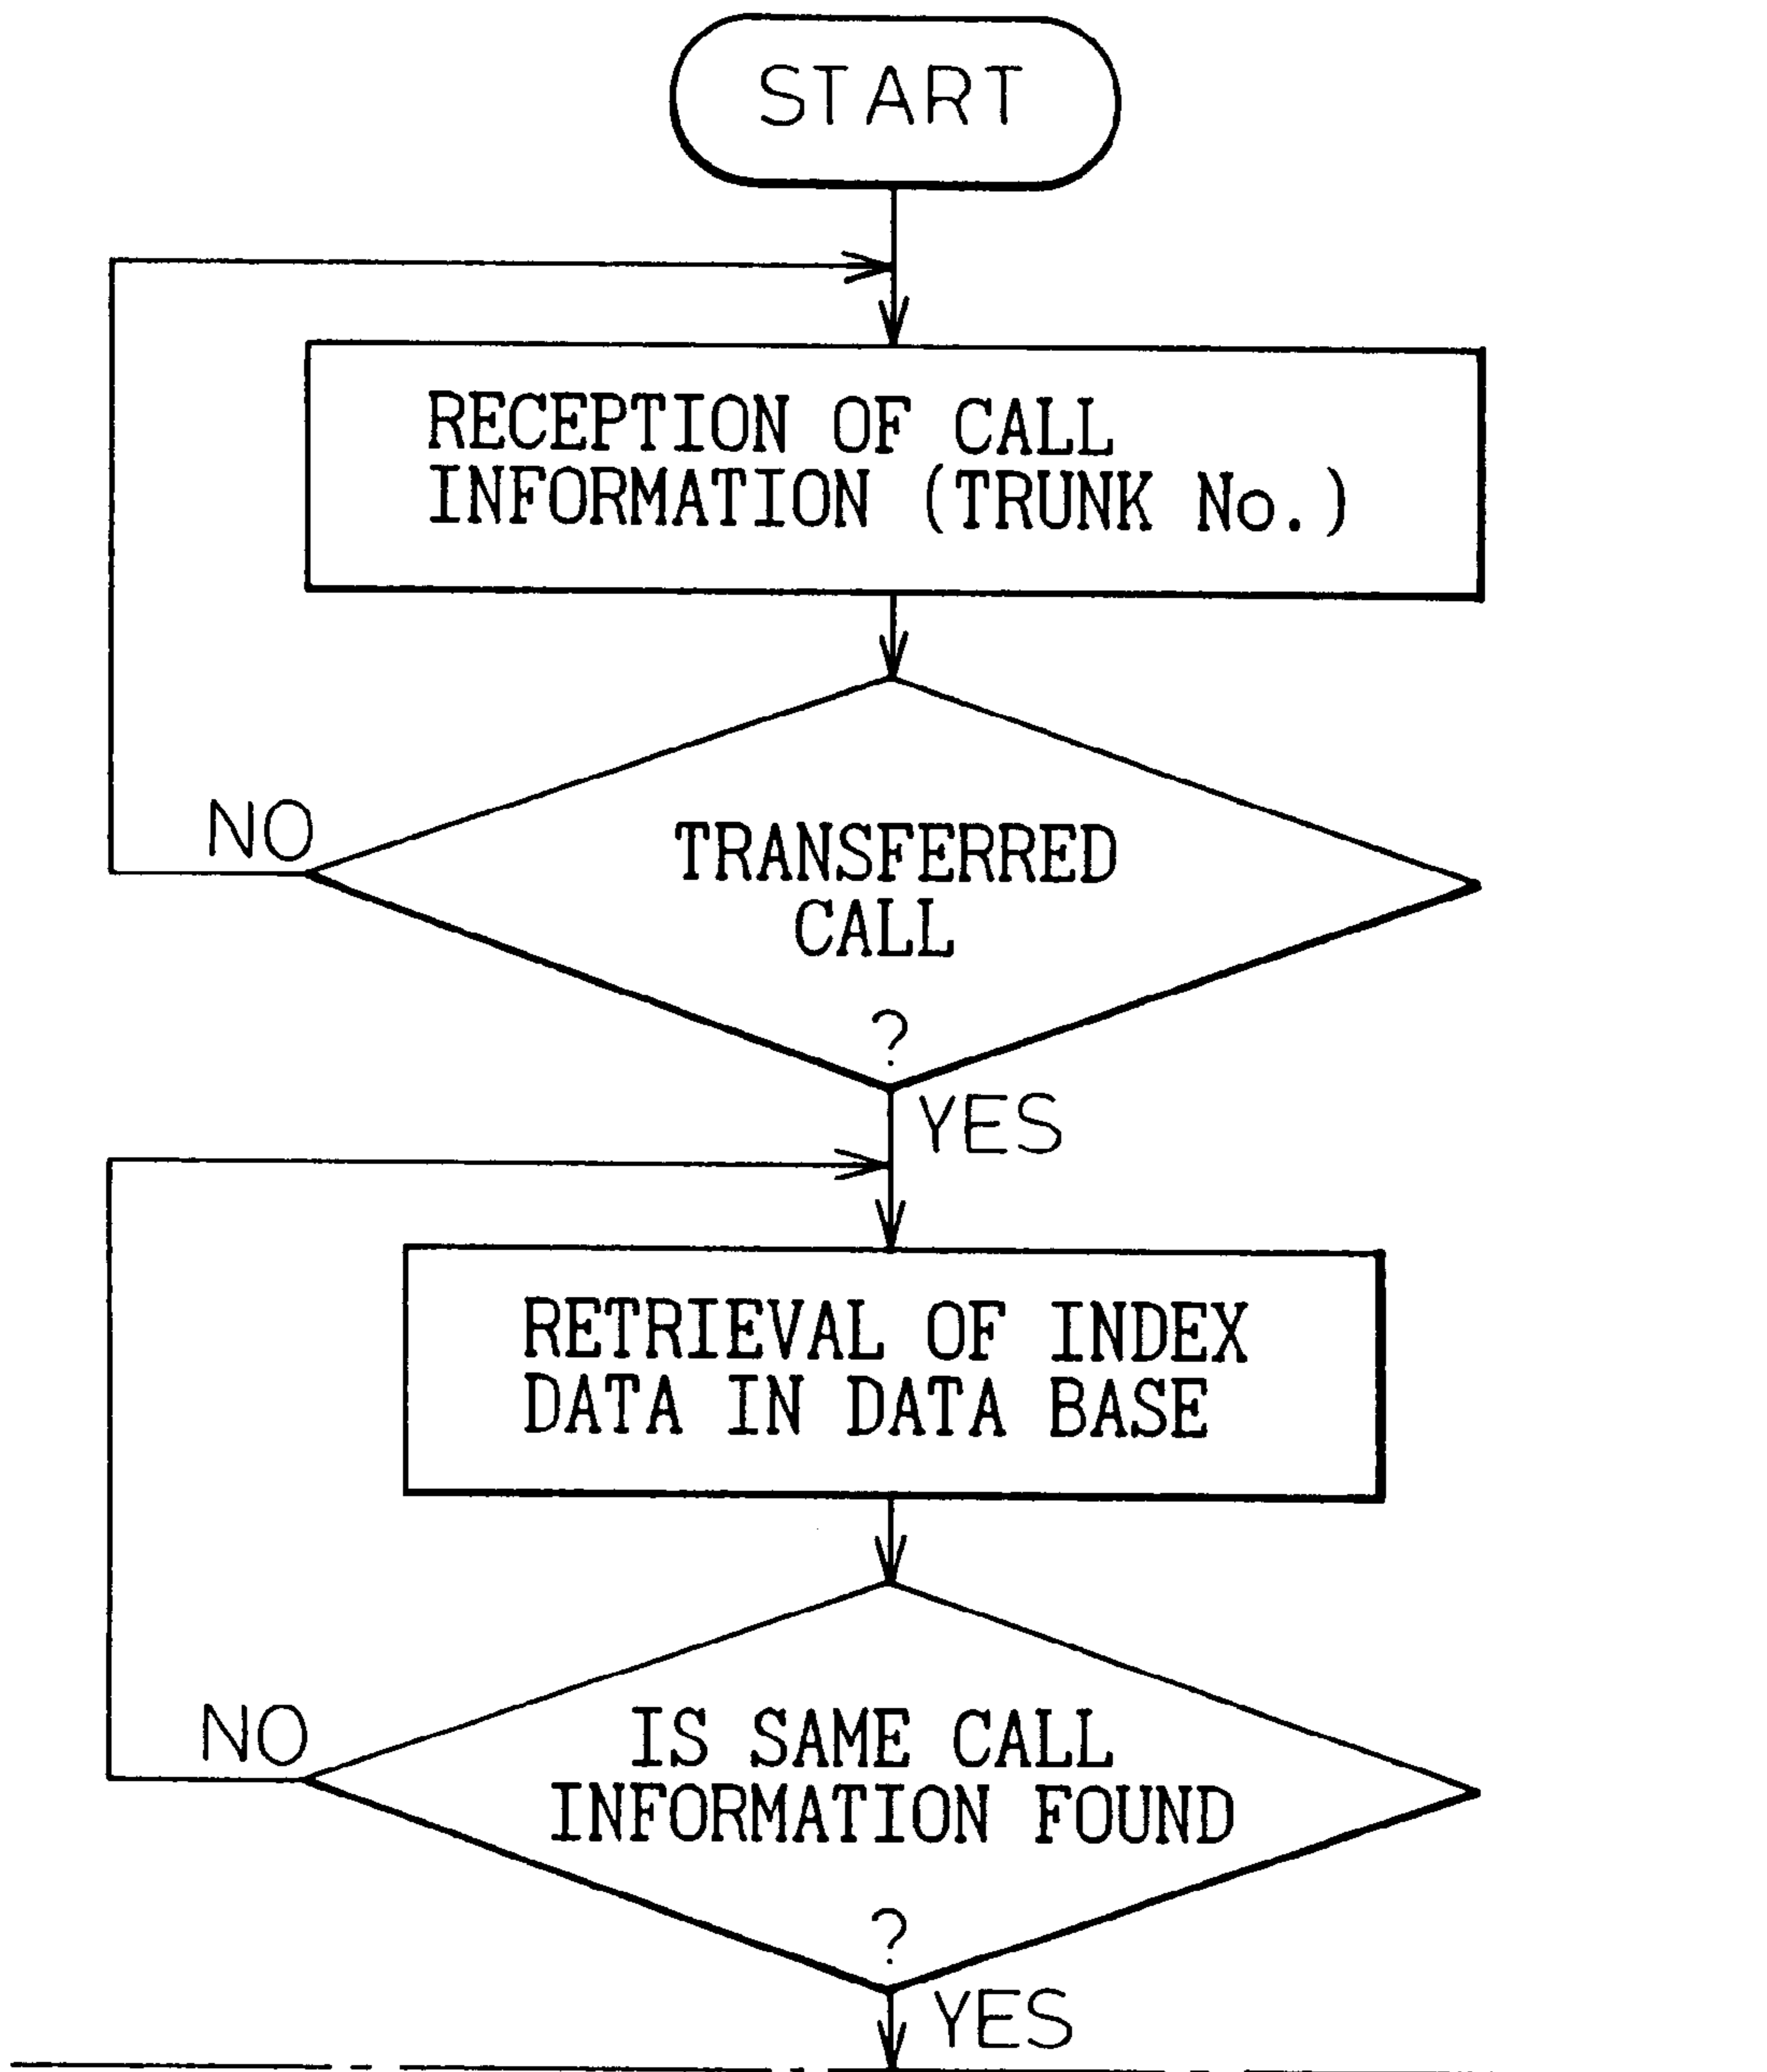 START
RECEPTION OF CALL
INFORMATION (TRUNK No.)
NO
TRANSFERRED
CALL
?
YES
RETRIEVAL OF INDEX
DATA IN DATA BASE
NO
IS SAME CALL
INFORMATION FOUND
?
YES